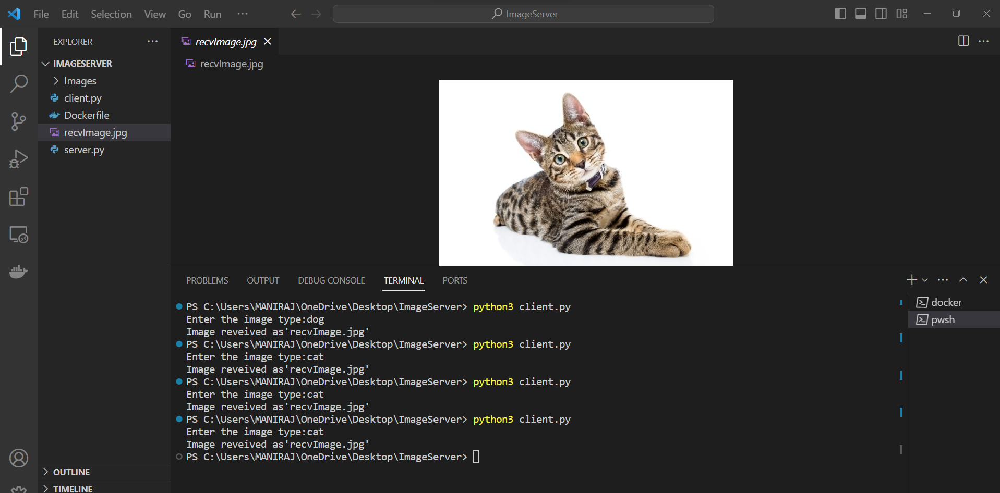 File Edit Selection View Go Run ··· ImageServer
EXPLORER ···
recvImage.jpg
IMAGESERVER
Images
client.py
Dockerfile
recvImage.jpg
server.py
OUTLINE
TIMELINE
recvImage.jpg
PROBLEMS OUTPUT DEBUG CONSOLE TERMINAL PORTS
PS C:\Users\MANIRAJ\OneDrive\Desktop\ImageServer> python3 client.py
Enter the image type:dog
Image reveived as'recvImage.jpg'
PS C:\Users\MANIRAJ\OneDrive\Desktop\ImageServer> python3 client.py
Enter the image type:cat
Image reveived as'recvImage.jpg'
PS C:\Users\MANIRAJ\OneDrive\Desktop\ImageServer> python3 client.py
Enter the image type:cat
Image reveived as'recvImage.jpg'
PS C:\Users\MANIRAJ\OneDrive\Desktop\ImageServer> python3 client.py
Enter the image type:cat
Image reveived as'recvImage.jpg'
PS C:\Users\MANIRAJ\OneDrive\Desktop\ImageServer>
docker
pwsh